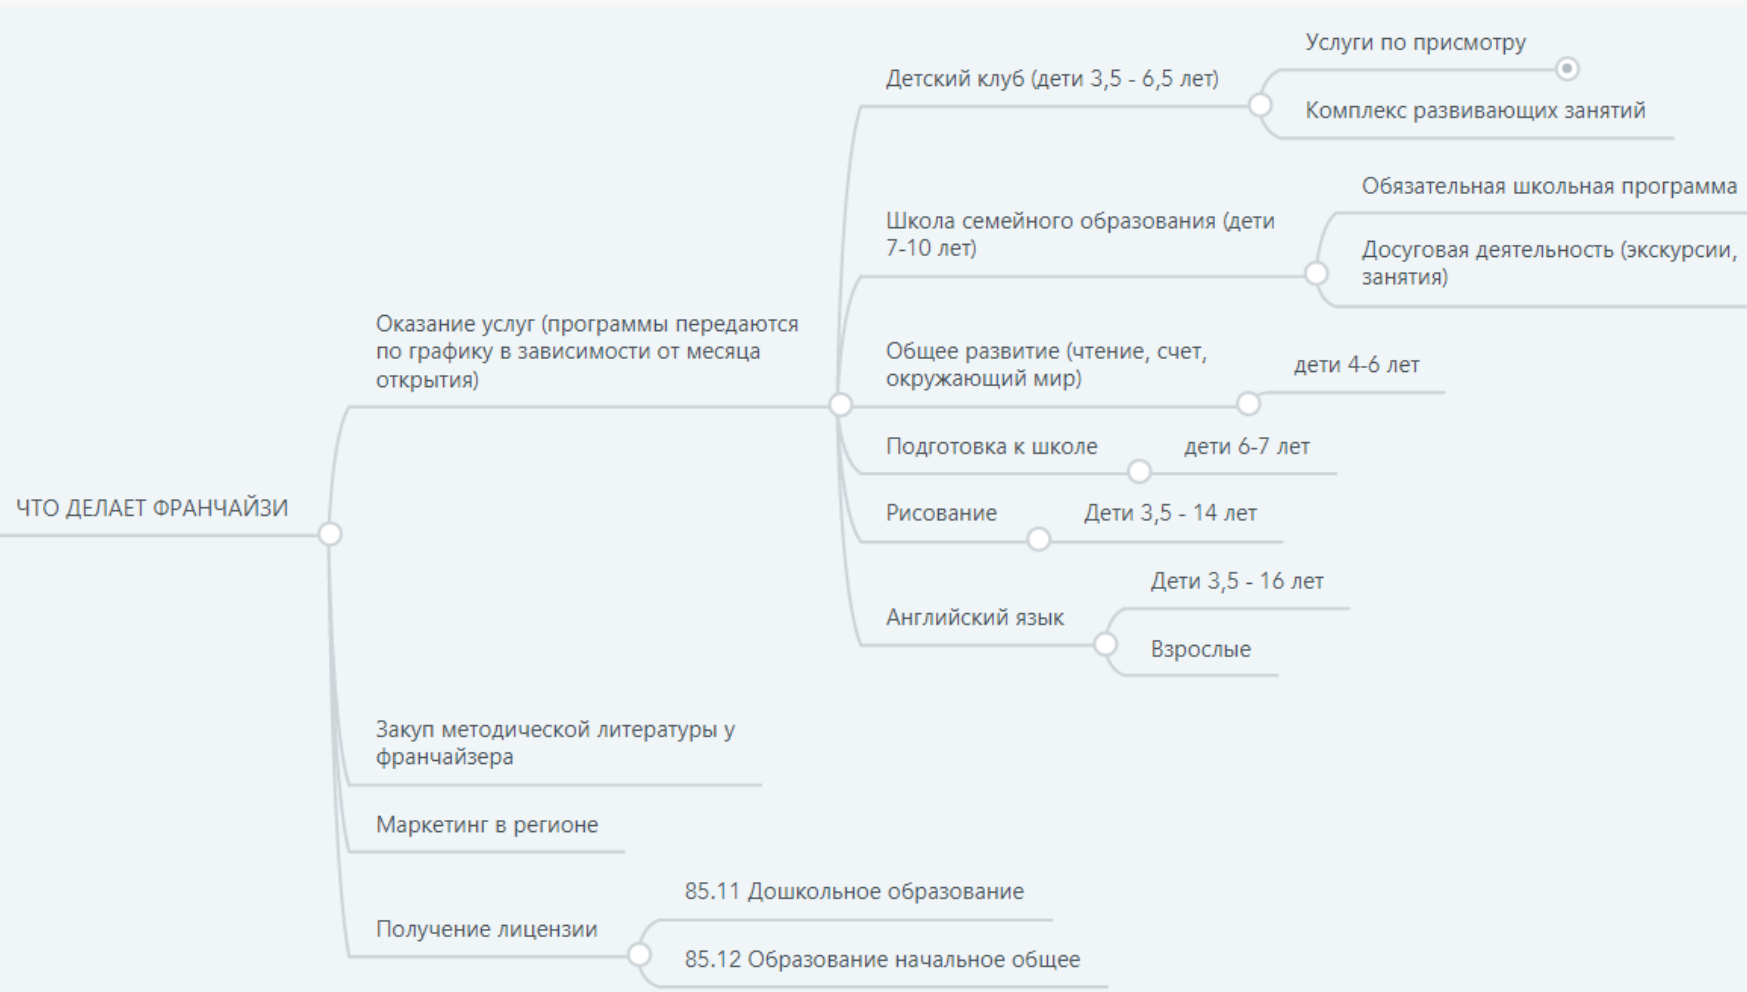 ЧТО ДЕЛАЕТ ФРАНЧАЙЗИ
Оказание услуг (программы передаются
по графику в зависимости от месяца
открытия)
Детский клуб (дети 3,5 - 6,5 лет)
Услуги по присмотру
Комплекс развивающих занятий
Школа семейного образования (дети
7-10 лет)
Обязательная школьная программа
Досуговая деятельность (экскурсии,
занятия)
Общее развитие (чтение, счет,
окружающий мир)
дети 4-6 лет
Подготовка к школе
дети 6-7 лет
Рисование
Дети 3,5 - 14 лет
Английский язык
Дети 3,5 - 16 лет
Взрослые
Закуп методической литературы у
франчайзера
Маркетинг в регионе
Получение лицензии
85.11 Дошкольное образование
85.12 Образование начальное общее